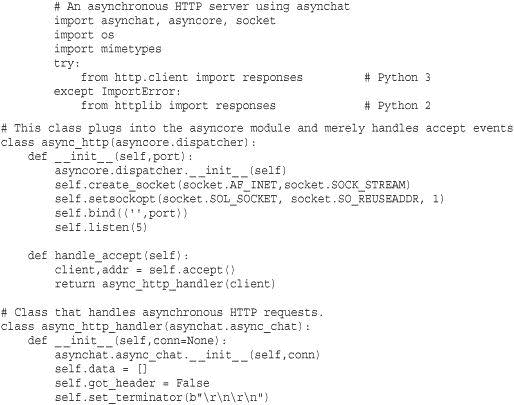 # An asynchronous HTTP server using asynchat
import asynchat, asyncore, socket
import os
import mimetypes
try:
    from http.client import responses         # Python 3
except ImportError:
    from httplib import responses             # Python 2
# This class plugs into the asyncore module and merely handles accept events
class async_http(asyncore.dispatcher):
    def __init__(self,port):
        asyncore.dispatcher.__init__(self)
        self.create_socket(socket.AF_INET,socket.SOCK_STREAM)
        self.setsockopt(socket.SOL_SOCKET, socket.SO_REUSEADDR, 1)
        self.bind(('',port))
        self.listen(5)
    def handle_accept(self):
        client,addr = self.accept()
        return async_http_handler(client)
# Class that handles asynchronous HTTP requests.
class async_http_handler(asynchat.async_chat):
    def __init__(self,conn=None):
        asynchat.async_chat.__init__(self,conn)
        self.data = []
        self.got_header = False
        self.set_terminator(b"\r\n\r\n")